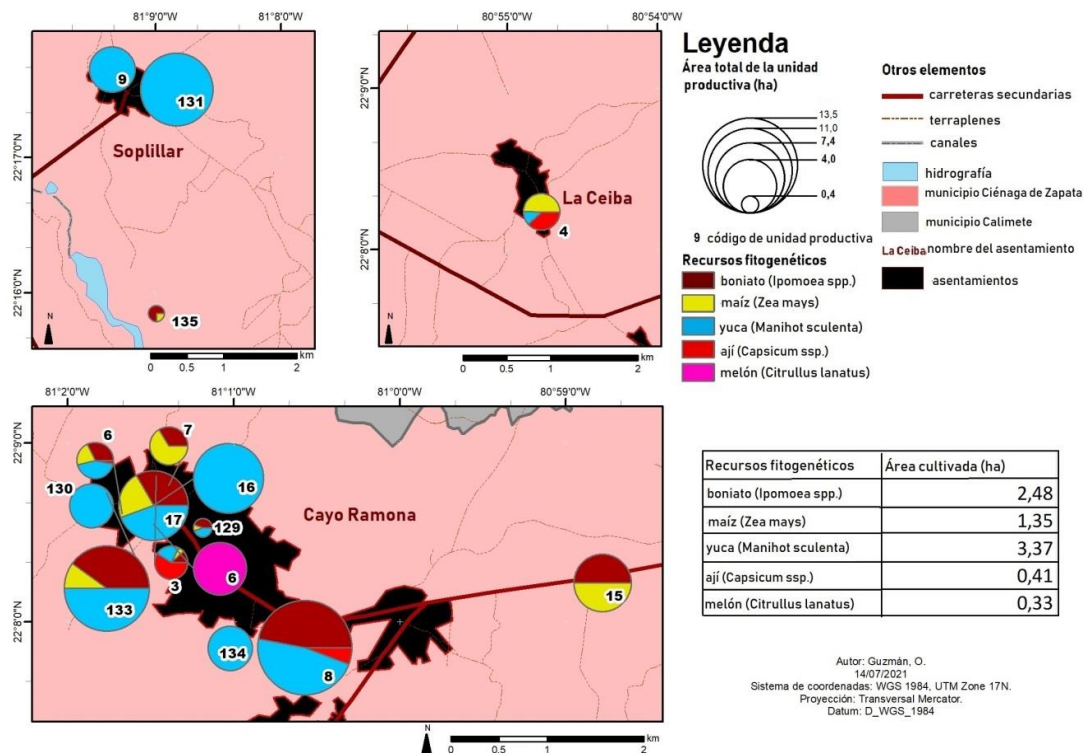 81°9'0"W 81°8'0"W
22°17'0"N
22°16'0"N
9
131
Soplillar
135
N
0 0,5 1 2
km
80°55'0"W 80°54'0"W
22°9'0"N
22°8'0"N
La Ceiba
4
N
0 0,5 1 2
km
Leyenda
Área total de la unidad
productiva (ha)
13,5
11,0
7,4
4,0
0,4
9 código de unidad productiva
Recursos fitogenéticos
boniato (Ipomoea spp.)
maíz (Zea mays)
yuca (Manihot sculenta)
ají (Capsicum ssp.)
melón (Citrullus lanatus)
Otros elementos
carreteras secundarias
terraplenes
canales
hidrografía
municipio Ciénaga de Zapata
municipio Calimete
La Ceiba nombre del asentamiento
asentamientos
81°2'0"W 81°1'0"W 81°0'0"W 80°59'0"W
22°9'0"N
22°8'0"N
6
7
130
16
17
129
Cayo Ramona
3
6
133
15
134
8
N
0 0,5 1 2
km
Recursos fitogenéticos Área cultivada (ha)
boniato (Ipomoea spp.) 2,48
maíz (Zea mays) 1,35
yuca (Manihot sculenta) 3,37
ají (Capsicum ssp.) 0,41
melón (Citrullus lanatus) 0,33
Autor: Guzmán, O.
14/07/2021
Sistema de coordenadas: WGS 1984, UTM Zone 17N.
Proyección: Transversal Mercator.
Datum: D_WGS_1984